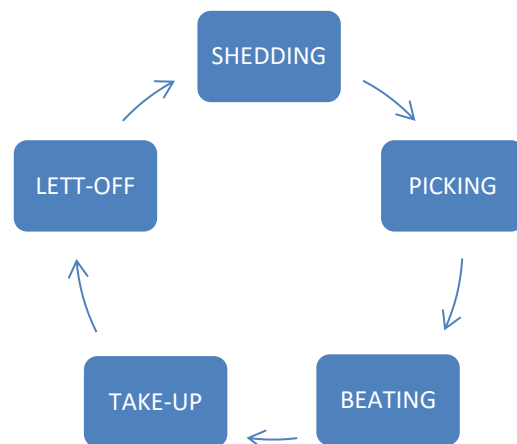 SHEDDING
PICKING
BEATING
TAKE-UP
LETT-OFF